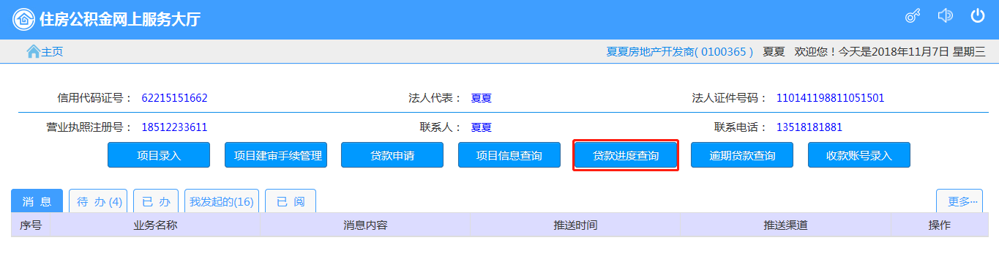 住房公积金网上服务大厅
主页 夏夏房地产开发商( 0100365 ) 夏夏 欢迎您！今天是2018年11月7日 星期三
信用代码证号： 62215151662 法人代表： 夏夏 法人证件号码： 110141198811051501
营业执照注册号： 18512233611 联系人： 夏夏 联系电话： 13518181881
项目录入 项目建审手续管理 贷款申请 项目信息查询 贷款进度查询 逾期贷款查询 收款账号录入
消 息 待 办 (4) 已 办 我发起的(16) 已 阅 更多···
序号 业务名称 消息内容 推送时间 推送渠道 操作